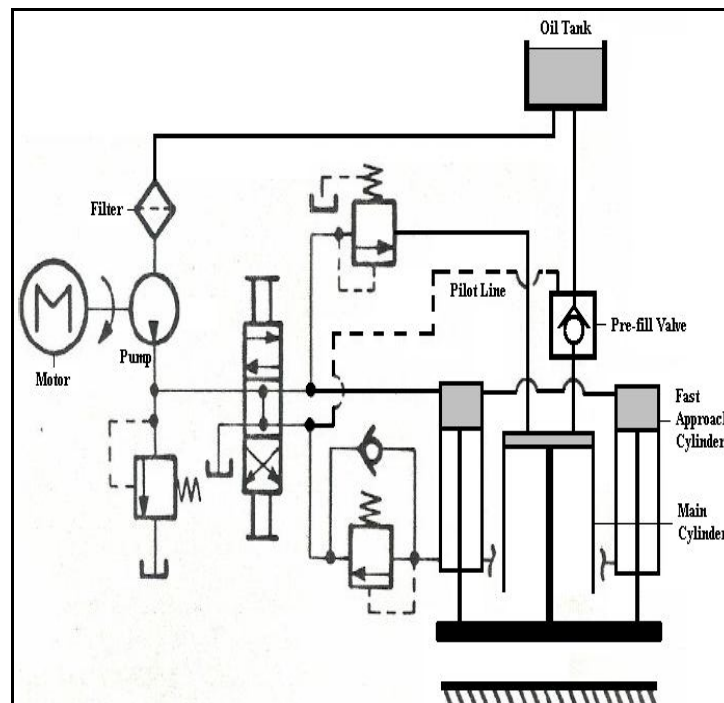 Oil Tank
Filter
M
Pump
Motor
Pilot Line
Pre-fill Valve
Fast
Approach
Cylinder
Main
Cylinder